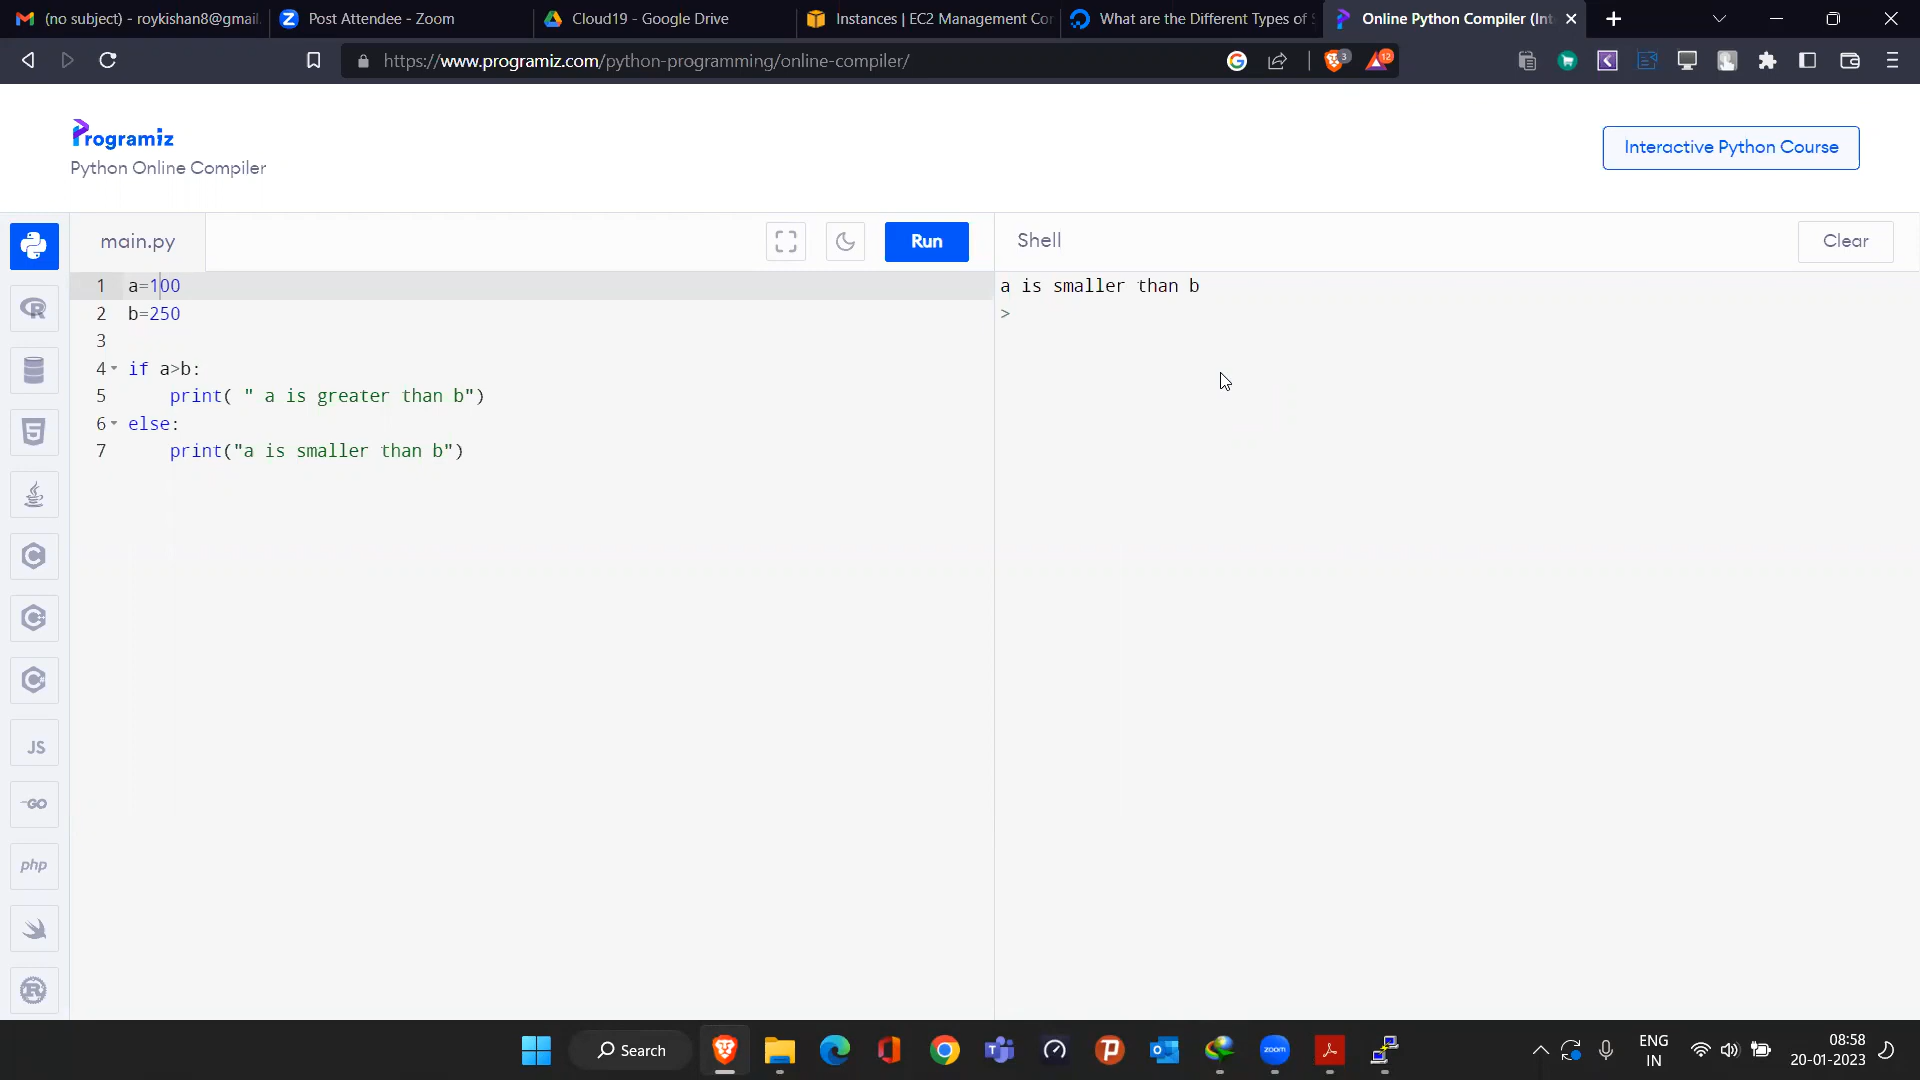 (no subject) - roykishan8@gmail.
Post Attendee - Zoom
Cloud19 - Google Drive
Instances | EC2 Management Co
What are the Different Types of
Online Python Compiler (Int
https://www.programiz.com/python-programming/online-compiler/
3
12
Programiz
Python Online Compiler
Interactive Python Course
main.py
Run
Shell
Clear
1 a=100
2 b=250
3
4 if a>b:
5 print( " a is greater than b")
6 else:
7 print("a is smaller than b")
a is smaller than b
>
JS
GO
php
Search
zoom
ENG
IN
08:58
20-01-2023